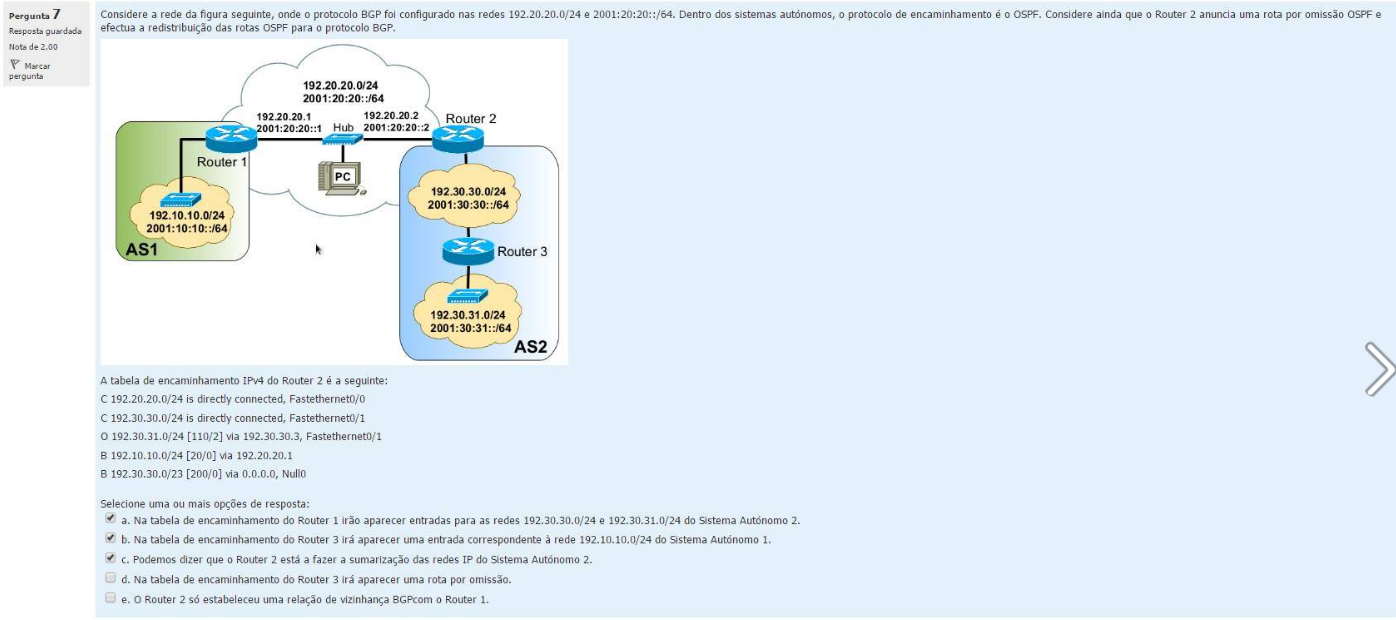 Pergunta 7
Resposta guardada
Nota de 2.00
Marcar
pergunta
Considere a rede da figura seguinte, onde o protocolo BGP foi configurado nas redes 192.20.20.0/24 e 2001:20:20::/64. Dentro dos sistemas autónomos, o protocolo de encaminhamento é o OSPF. Considere ainda que o Router 2 anuncia uma rota por omissão OSPF e
efectua a redistribuição das rotas OSPF para o protocolo BGP.
192.20.20.0/24
2001:20:20::/64
192.20.20.1
2001:20:20::1
Hub
192.20.20.2
2001:20:20::2
Router 2
Router 1
PC
192.10.10.0/24
2001:10:10::/64
AS1
192.30.30.0/24
2001:30:30::/64
Router 3
192.30.31.0/24
2001:30:31::/64
AS2
A tabela de encaminhamento IPv4 do Router 2 é a seguinte:
C 192.20.20.0/24 is directly connected, Fastethernet0/0
C 192.30.30.0/24 is directly connected, Fastethernet0/1
O 192.30.31.0/24 [110/2] via 192.30.30.3, Fastethernet0/1
B 192.10.10.0/24 [20/0] via 192.20.20.1
B 192.30.30.0/23 [200/0] via 0.0.0.0, Null0
Selecione uma ou mais opções de resposta:
a. Na tabela de encaminhamento do Router 1 irão aparecer entradas para as redes 192.30.30.0/24 e 192.30.31.0/24 do Sistema Autónomo 2.
b. Na tabela de encaminhamento do Router 3 irá aparecer uma entrada correspondente à rede 192.10.10.0/24 do Sistema Autónomo 1.
c. Podemos dizer que o Router 2 está a fazer a sumarização das redes IP do Sistema Autónomo 2.
d. Na tabela de encaminhamento do Router 3 irá aparecer uma rota por omissão.
e. O Router 2 só estabeleceu uma relação de vizinhança BGPcom o Router 1.